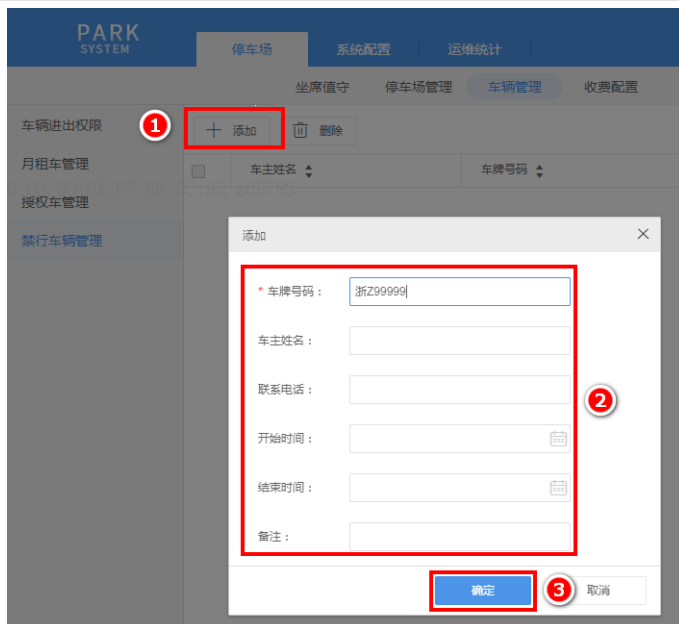 PARK
SYSTEM
停车场 系统配置 运维统计
坐席值守 停车场管理 车辆管理 收费配置
车辆进出权限
1
添加 删除
月租车管理
车主姓名 车牌号码
授权车管理
禁行车辆管理
添加
* 车牌号码： 浙Z99999
车主姓名：
联系电话：
2
开始时间：
结束时间：
备注：
确定 3 取消